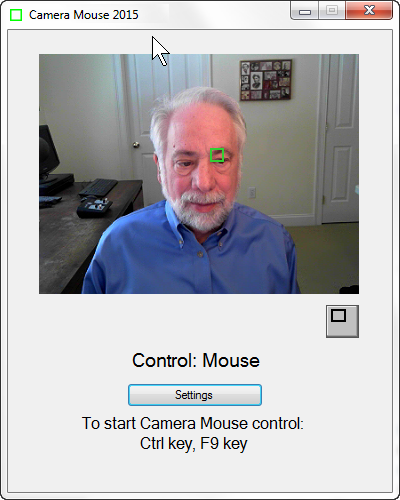 Camera Mouse 2015
Control: Mouse
Settings
To start Camera Mouse control:
Ctrl key, F9 key